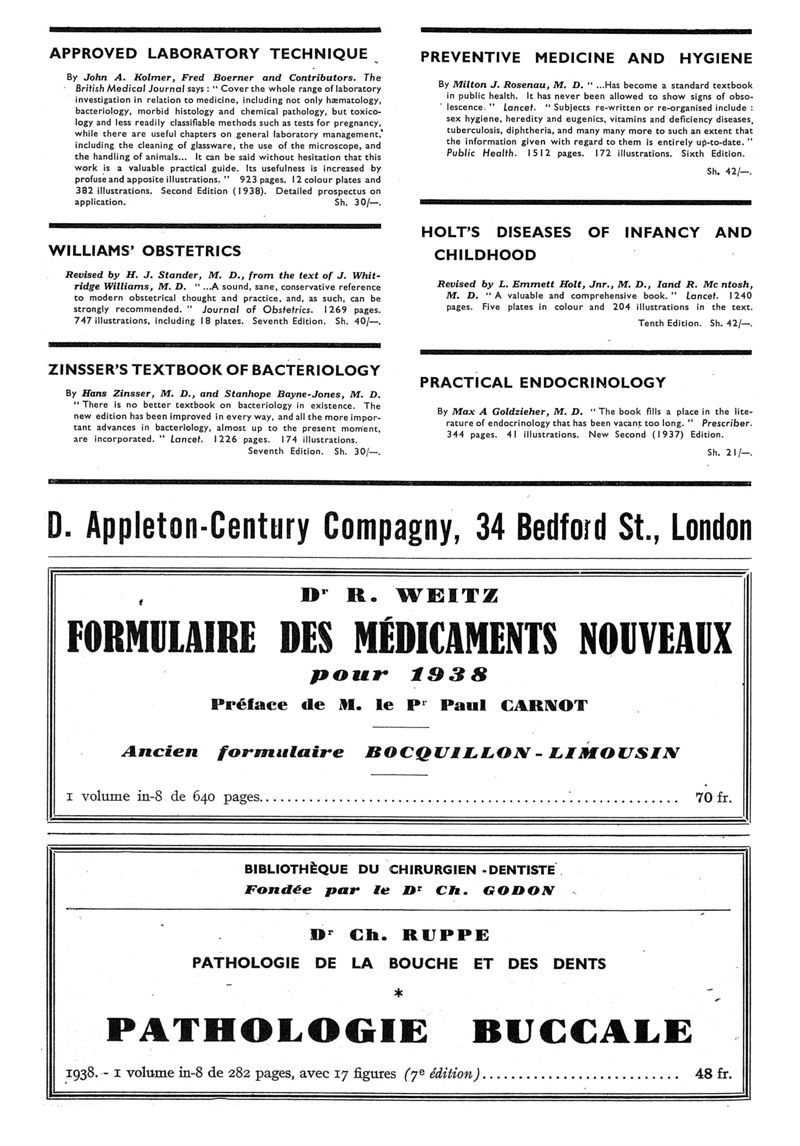 APPROVED LABORATORY TECHNIQUE
By John A. Kolmer, Fred Boerner and Contributors. The
British Medical Journal says : " Cover the whole range of laboratory
investigation in relation to medicine, including not only hæmatology,
bacteriology, morbid histology and chemical pathology, but toxico-
logy and less readily classifiable methods such as tests for pregnancy,
while there are useful chapters on general laboratory management,
including the cleaning of glassware, the use of the microscope, and
the handling of animals... It can be said without hesitation that this
work is a valuable practical guide. Its usefulness is increased by
profuse and apposite illustrations. " 923 pages. 12 colour plates and
382 illustrations. Second Edition (1938). Detailed prospectus on
application. Sh. 30/—.
WILLIAMS' OBSTETRICS
Revised by H. J. Stander, M. D., from the text of J. Whit-
ridge Williams, M. D. " ...A sound, sane, conservative reference
to modern obstetrical thought and practice, and, as such, can be
strongly recommended. " Journal of Obstetrics. 1269 pages.
747 illustrations, including 18 plates. Seventh Edition. Sh. 40/—.
ZINSSER'S TEXTBOOK OF BACTERIOLOGY
By Hans Zinsser, M. D., and Stanhope Bayne-Jones, M. D.
" There is no better textbook on bacteriology in existence. The
new edition has been improved in every way, and all the more impor-
tant advances in bacteriology, almost up to the present moment,
are incorporated. " Lancet. 1226 pages. 174 illustrations.
Seventh Edition. Sh. 30/—.
PREVENTIVE MEDICINE AND HYGIENE
By Milton J. Rosenau, M. D. " ...Has become a standard textbook
in public health. It has never been allowed to show signs of obso-
lescence. " Lancet. " Subjects re-written or re-organised include :
sex hygiene, heredity and eugenics, vitamins and deficiency diseases,
tuberculosis, diphtheria, and many many more to such an extent that
the information given with regard to them is entirely up-to-date. "
Public Health. 1512 pages. 172 illustrations. Sixth Edition.
Sh. 42/—.
HOLT'S DISEASES OF INFANCY AND
CHILDHOOD
Revised by L. Emmett Holt, Jnr., M. D., Iand R. Mc ntosh,
M. D. " A valuable and comprehensive book. " Lancet. 1240
pages. Five plates in colour and 204 illustrations in the text.
Tenth Edition. Sh. 42/—.
PRACTICAL ENDOCRINOLOGY
By Max A Goldzieher, M. D. " The book fills a place in the lite-
rature of endocrinology that has been vacant too long. " Prescriber.
344 pages. 41 illustrations. New Second (1937) Edition.
Sh. 21/—.
D. Appleton-Century Compagny, 34 Bedford St., London
Dr R. WEITZ
FORMULAIRE DES MÉDICAMENTS NOUVEAUX
pour 1938
Préface de M. le Pr Paul CARNOT
Ancien formulaire BOCQUILLON - LIMOUSIN
1 volume in-8 de 640 pages.......................................................... 70 fr.
BIBLIOTHÈQUE DU CHIRURGIEN - DENTISTE
Fondée par le Dr Ch. GODON
Dr Ch. RUPPE
PATHOLOGIE DE LA BOUCHE ET DES DENTS
*
PATHOLOGIE BUCCALE
1938. - 1 volume in-8 de 282 pages, avec 17 figures (7e édition)........................... 48 fr.